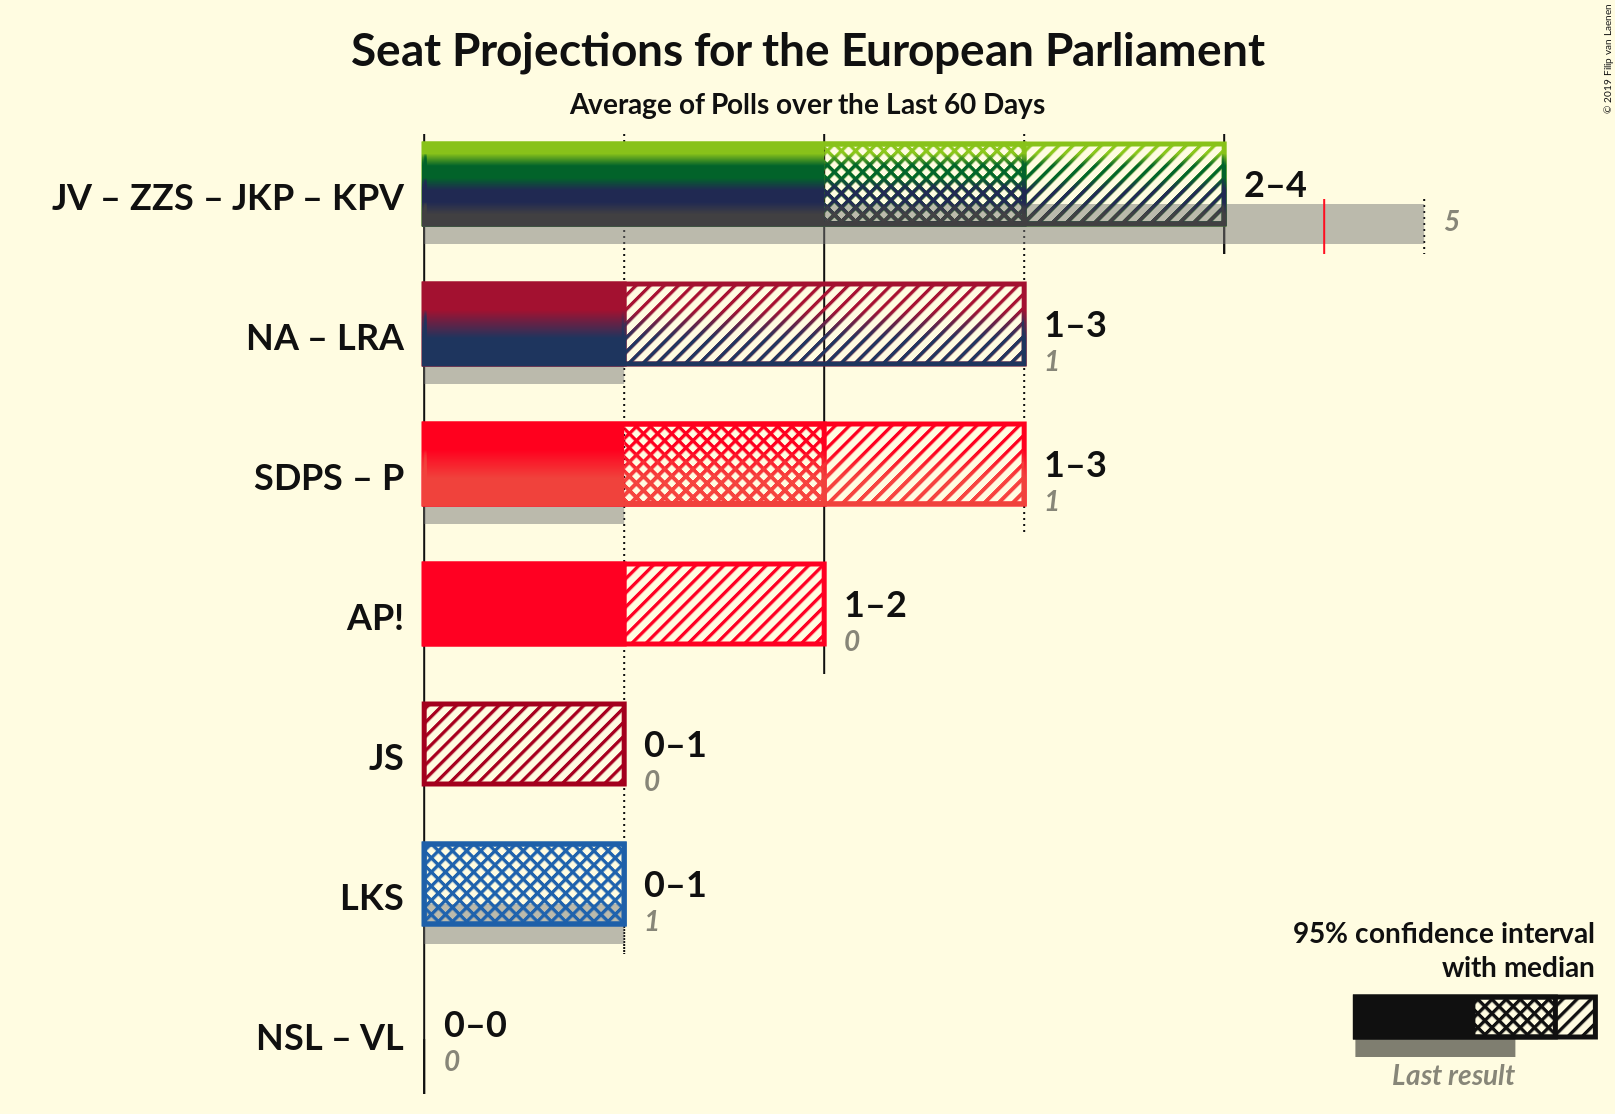 Seat Projections for the European Parliament
Average of Polls over the Last 60 Days
© 2019 Filip van Laenen
JV – ZZS – JKP – KPV
2–4
5
NA – LRA
1–3
1
SDPS – P
1–3
1
AP!
1–2
0
JS
0–1
0
LKS
0–1
1
NSL – VL
0–0
0
95% confidence interval
with median
Last result